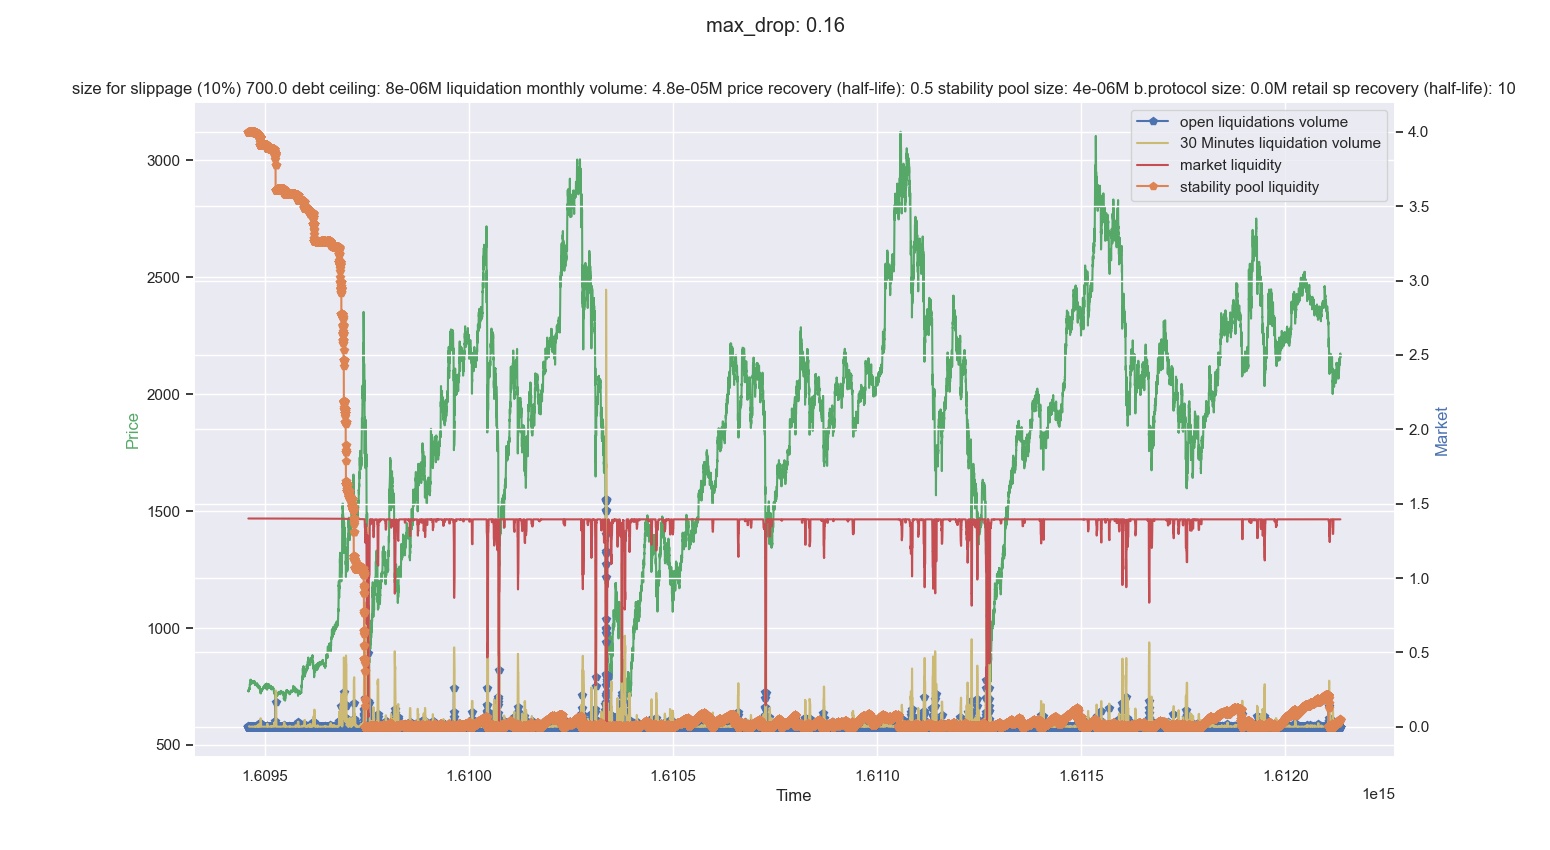 max_drop: 0.16
size for slippage (10%) 700.0 debt ceiling: 8e-06M liquidation monthly volume: 4.8e-05M price recovery (half-life): 0.5 stability pool size: 4e-06M b.protocol size: 0.0M retail sp recovery (half-life): 10
open liquidations volume
30 Minutes liquidation volume
market liquidity
stability pool liquidity
3000
2500
2000
1500
1000
500
Price
4.0
3.5
3.0
2.5
2.0
1.5
1.0
0.5
0.0
Market
1.6095
1.6100
1.6105
1.6110
1.6115
1.6120
Time
1e15